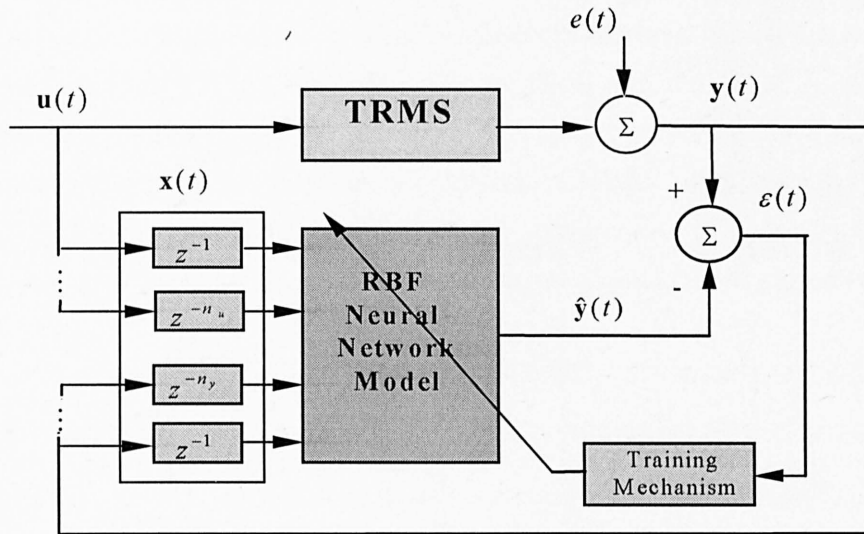 e(t)
u(t)
TRMS
Σ
y(t)
x(t)
+
ε(t)
Σ
-
z⁻¹
z^{-n_u}
z^{-n_y}
z⁻¹
RBF
Neural
Network
Model
ŷ(t)
Training
Mechanism